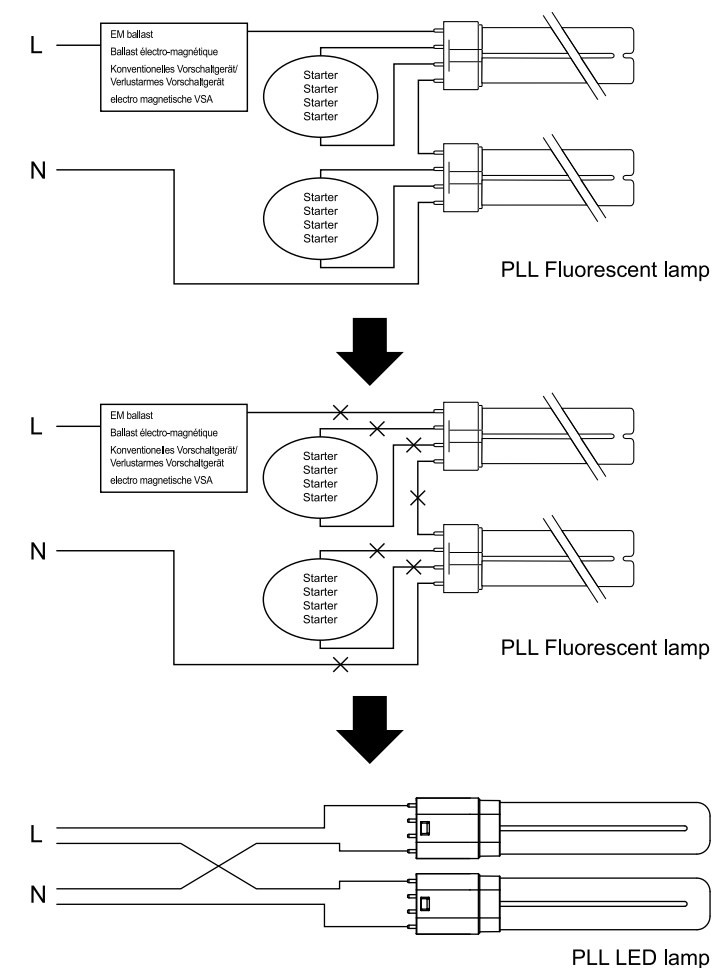 L
EM ballast
Ballast électro-magnétique
Konventionelles Vorschaltgerät/
Verlustarmes Vorschaltgerät
electro magnetische VSA
Starter
Starter
Starter
Starter
N
Starter
Starter
Starter
Starter
PLL Fluorescent lamp
L
EM ballast
Ballast électro-magnétique
Konventionelles Vorschaltgerät/
Verlustarmes Vorschaltgerät
electro magnetische VSA
Starter
Starter
Starter
Starter
N
Starter
Starter
Starter
Starter
PLL Fluorescent lamp
L
N
PLL LED lamp